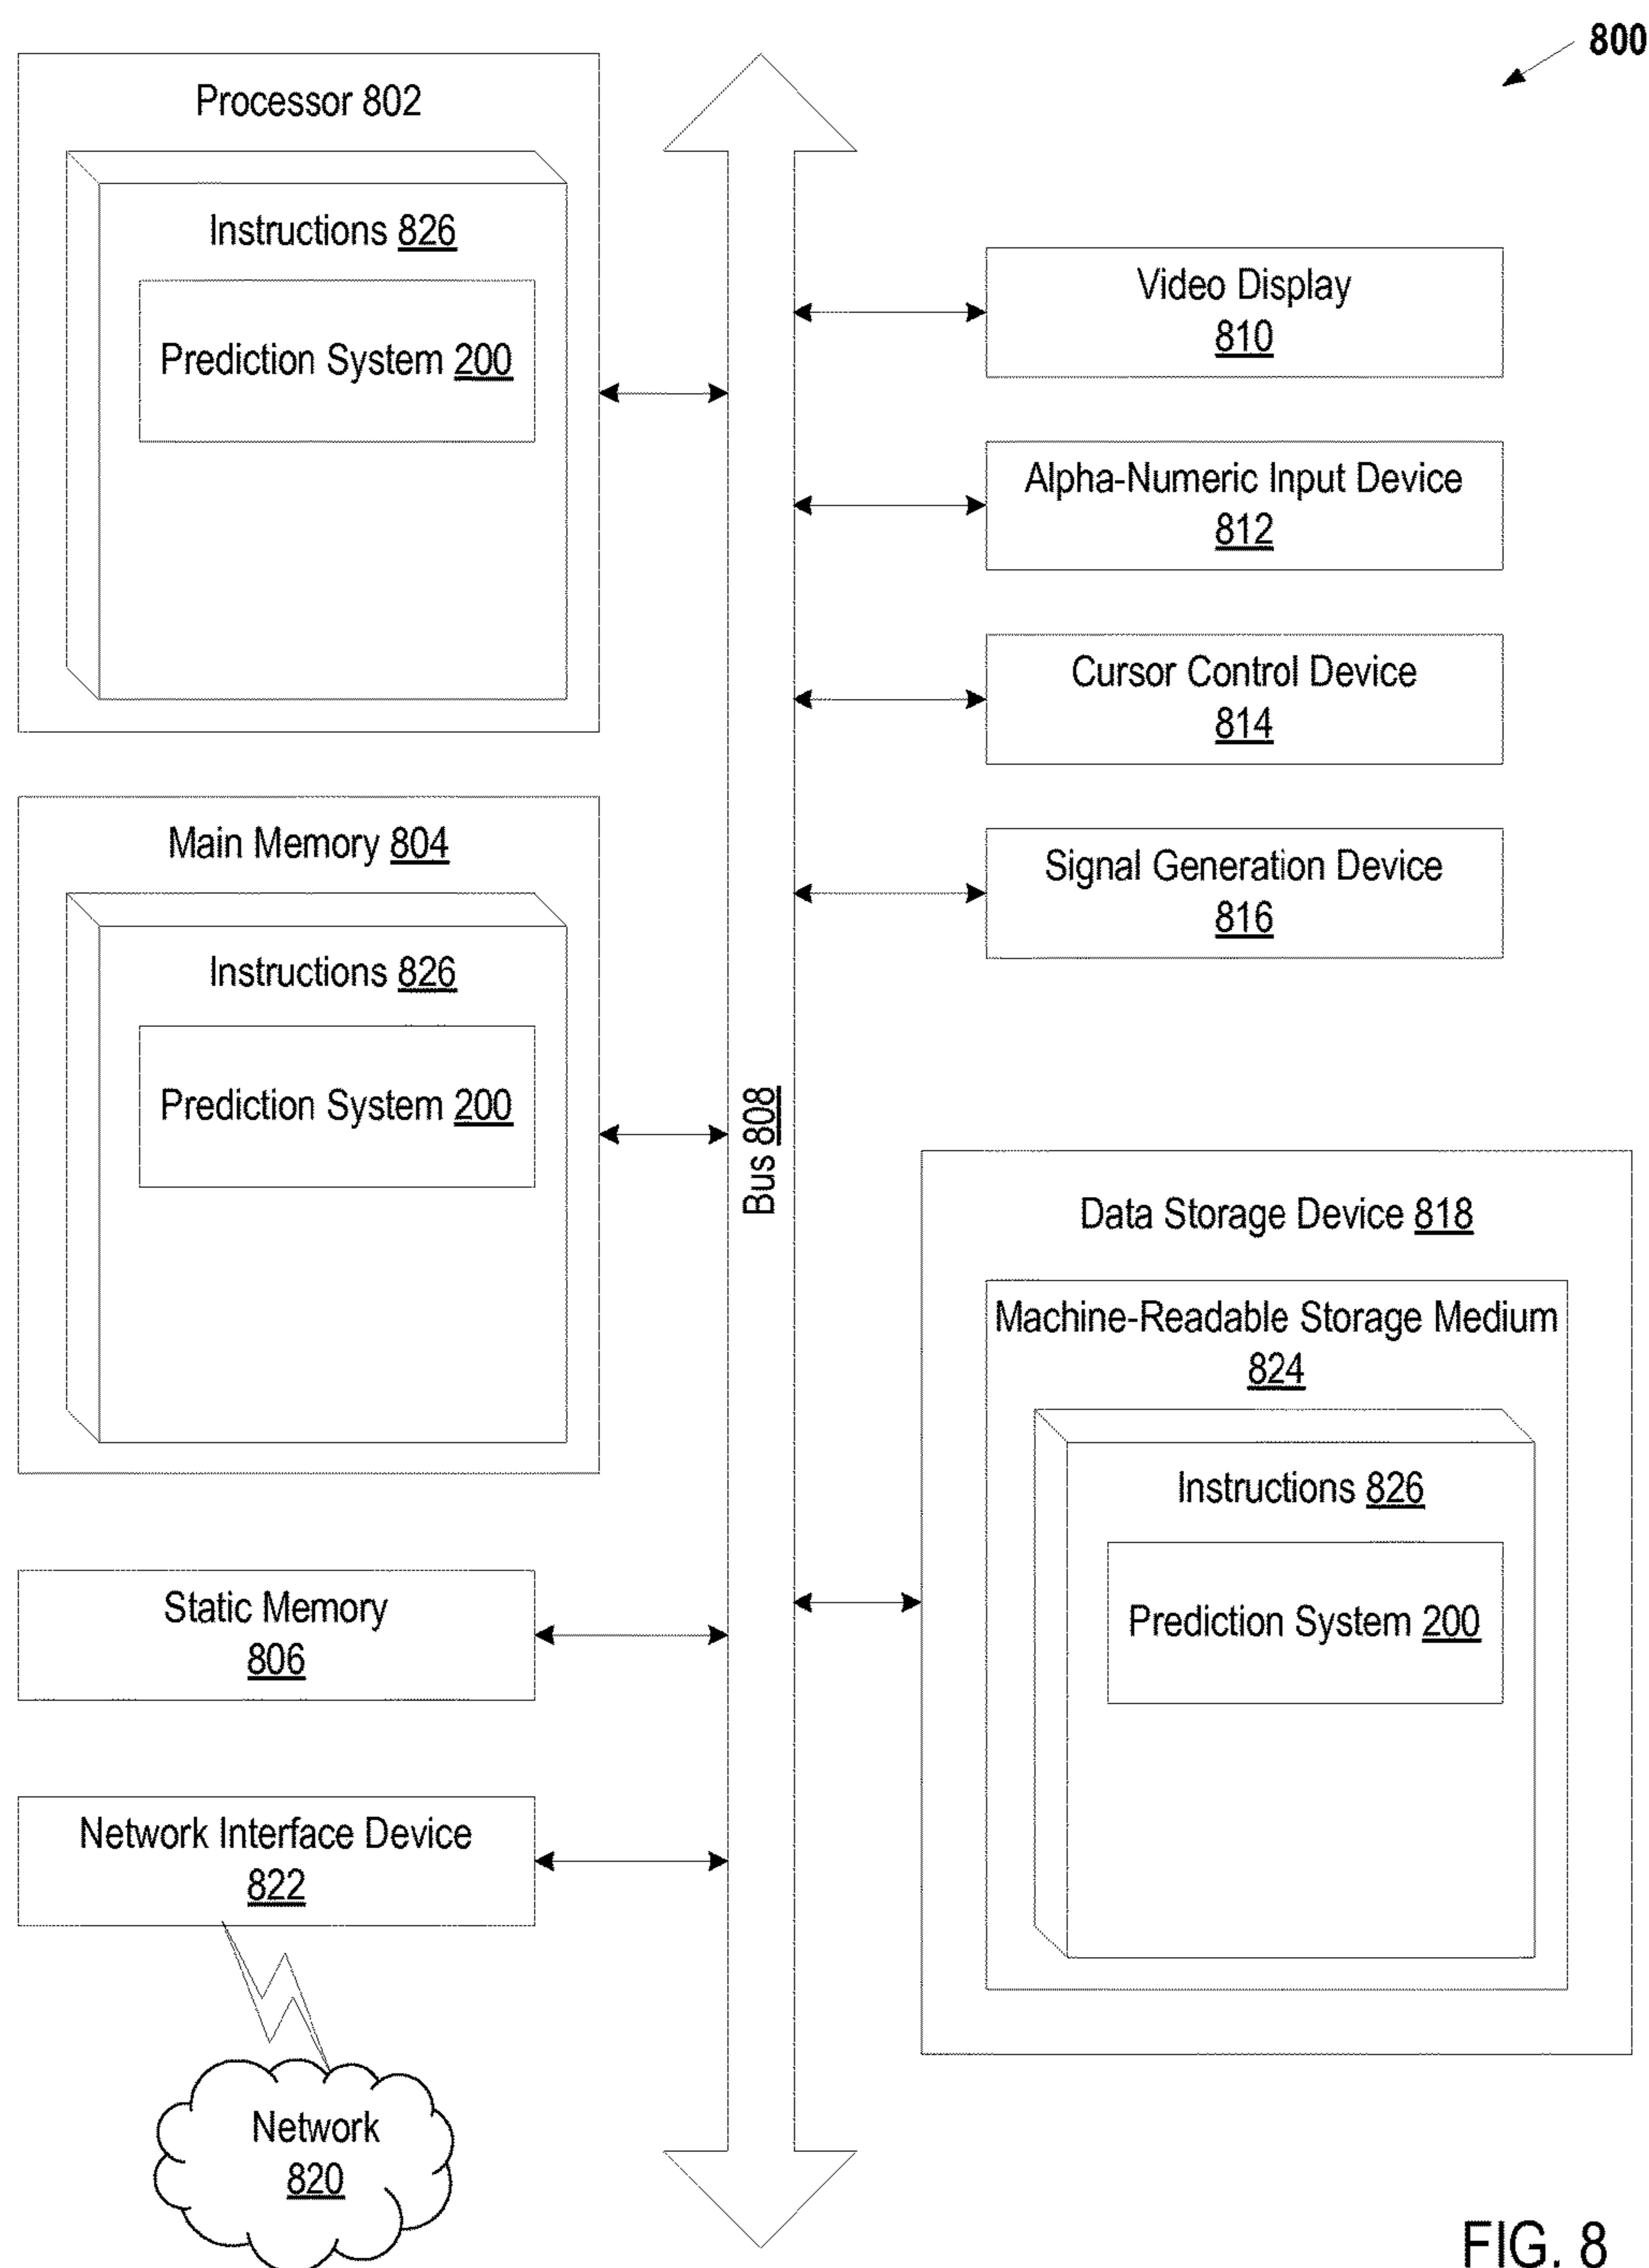 800
Processor 802
Instructions 826
Prediction System 200
Main Memory 804
Instructions 826
Prediction System 200
Static Memory
806
Network Interface Device
822
Network
820
Bus 808
Video Display
810
Alpha-Numeric Input Device
812
Cursor Control Device
814
Signal Generation Device
816
Data Storage Device 818
Machine-Readable Storage Medium
824
Instructions 826
Prediction System 200
FIG. 8